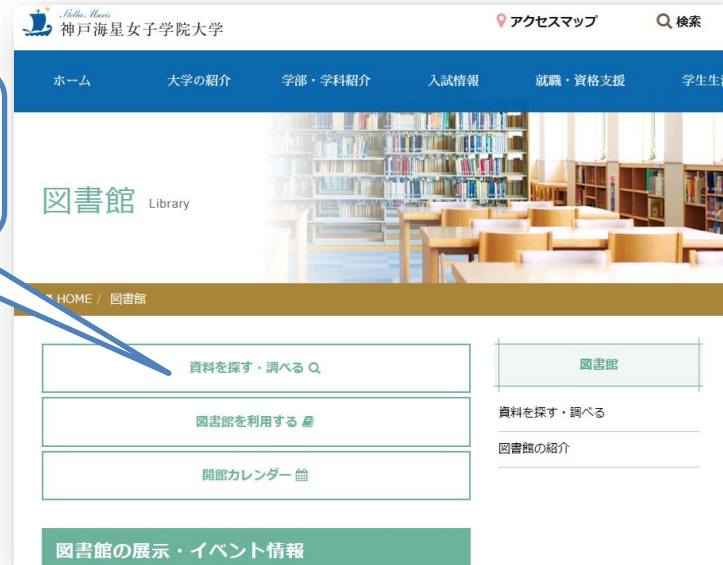 Stella Maris
神戸海星女子学院大学
アクセスマップ
検索
ホーム 大学の紹介 学部・学科紹介 入試情報 就職・資格支援 学生生
図書館 Library
HOME / 図書館
資料を探す・調べる
図書館を利用する
開館カレンダー
図書館の展示・イベント情報
図書館
資料を探す・調べる
図書館の紹介